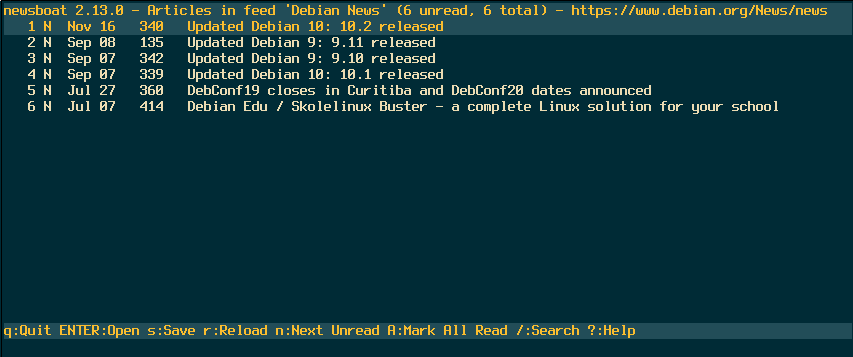 newsboat 2.13.0 - Articles in feed 'Debian News' (6 unread, 6 total) - https://www.debian.org/News/news
1 N Nov 16 340 Updated Debian 10: 10.2 released
2 N Sep 08 135 Updated Debian 9: 9.11 released
3 N Sep 07 342 Updated Debian 9: 9.10 released
4 N Sep 07 339 Updated Debian 10: 10.1 released
5 N Jul 27 360 DebConf19 closes in Curitiba and DebConf20 dates announced
6 N Jul 07 414 Debian Edu / Skolelinux Buster - a complete Linux solution for your school
q:Quit ENTER:Open s:Save r:Reload n:Next Unread A:Mark All Read /:Search ?:Help